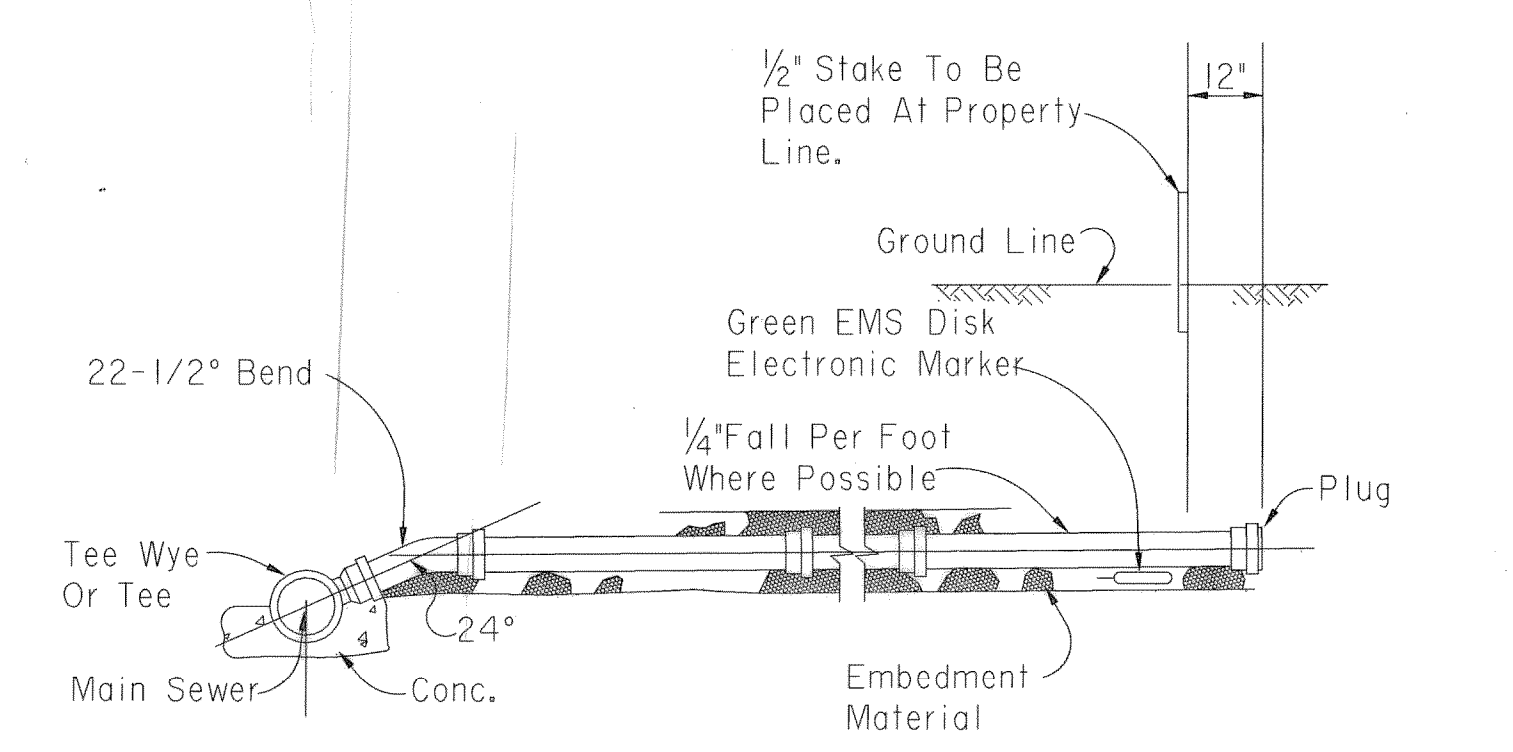 ½" Stake To Be
Placed At Property
Line.
12"
Ground Line
Green EMS Disk
Electronic Marker
22-1/2° Bend
¼"Fall Per Foot
Where Possible
Plug
Tee Wye
Or Tee
24°
Main Sewer
Conc.
Embedment
Material